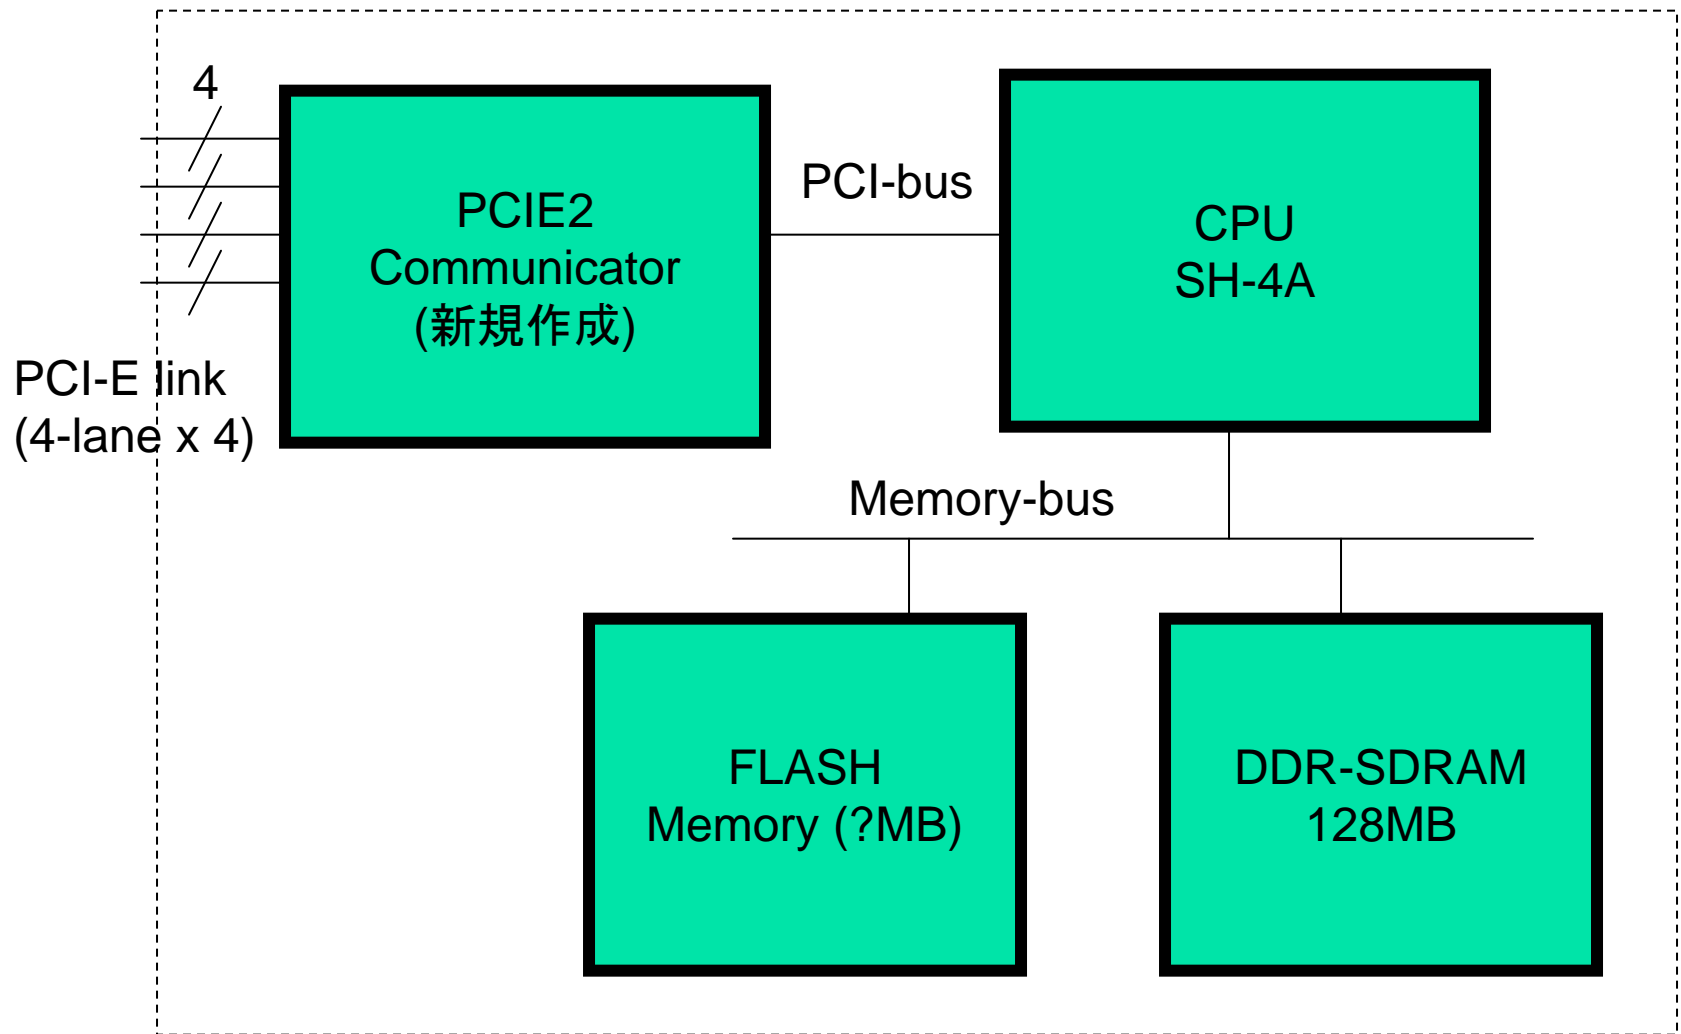 4
PCIE2
Communicator
(新規作成)
PCI-bus
CPU
SH-4A
PCI-E link
(4-lane x 4)
Memory-bus
FLASH
Memory (?MB)
DDR-SDRAM
128MB